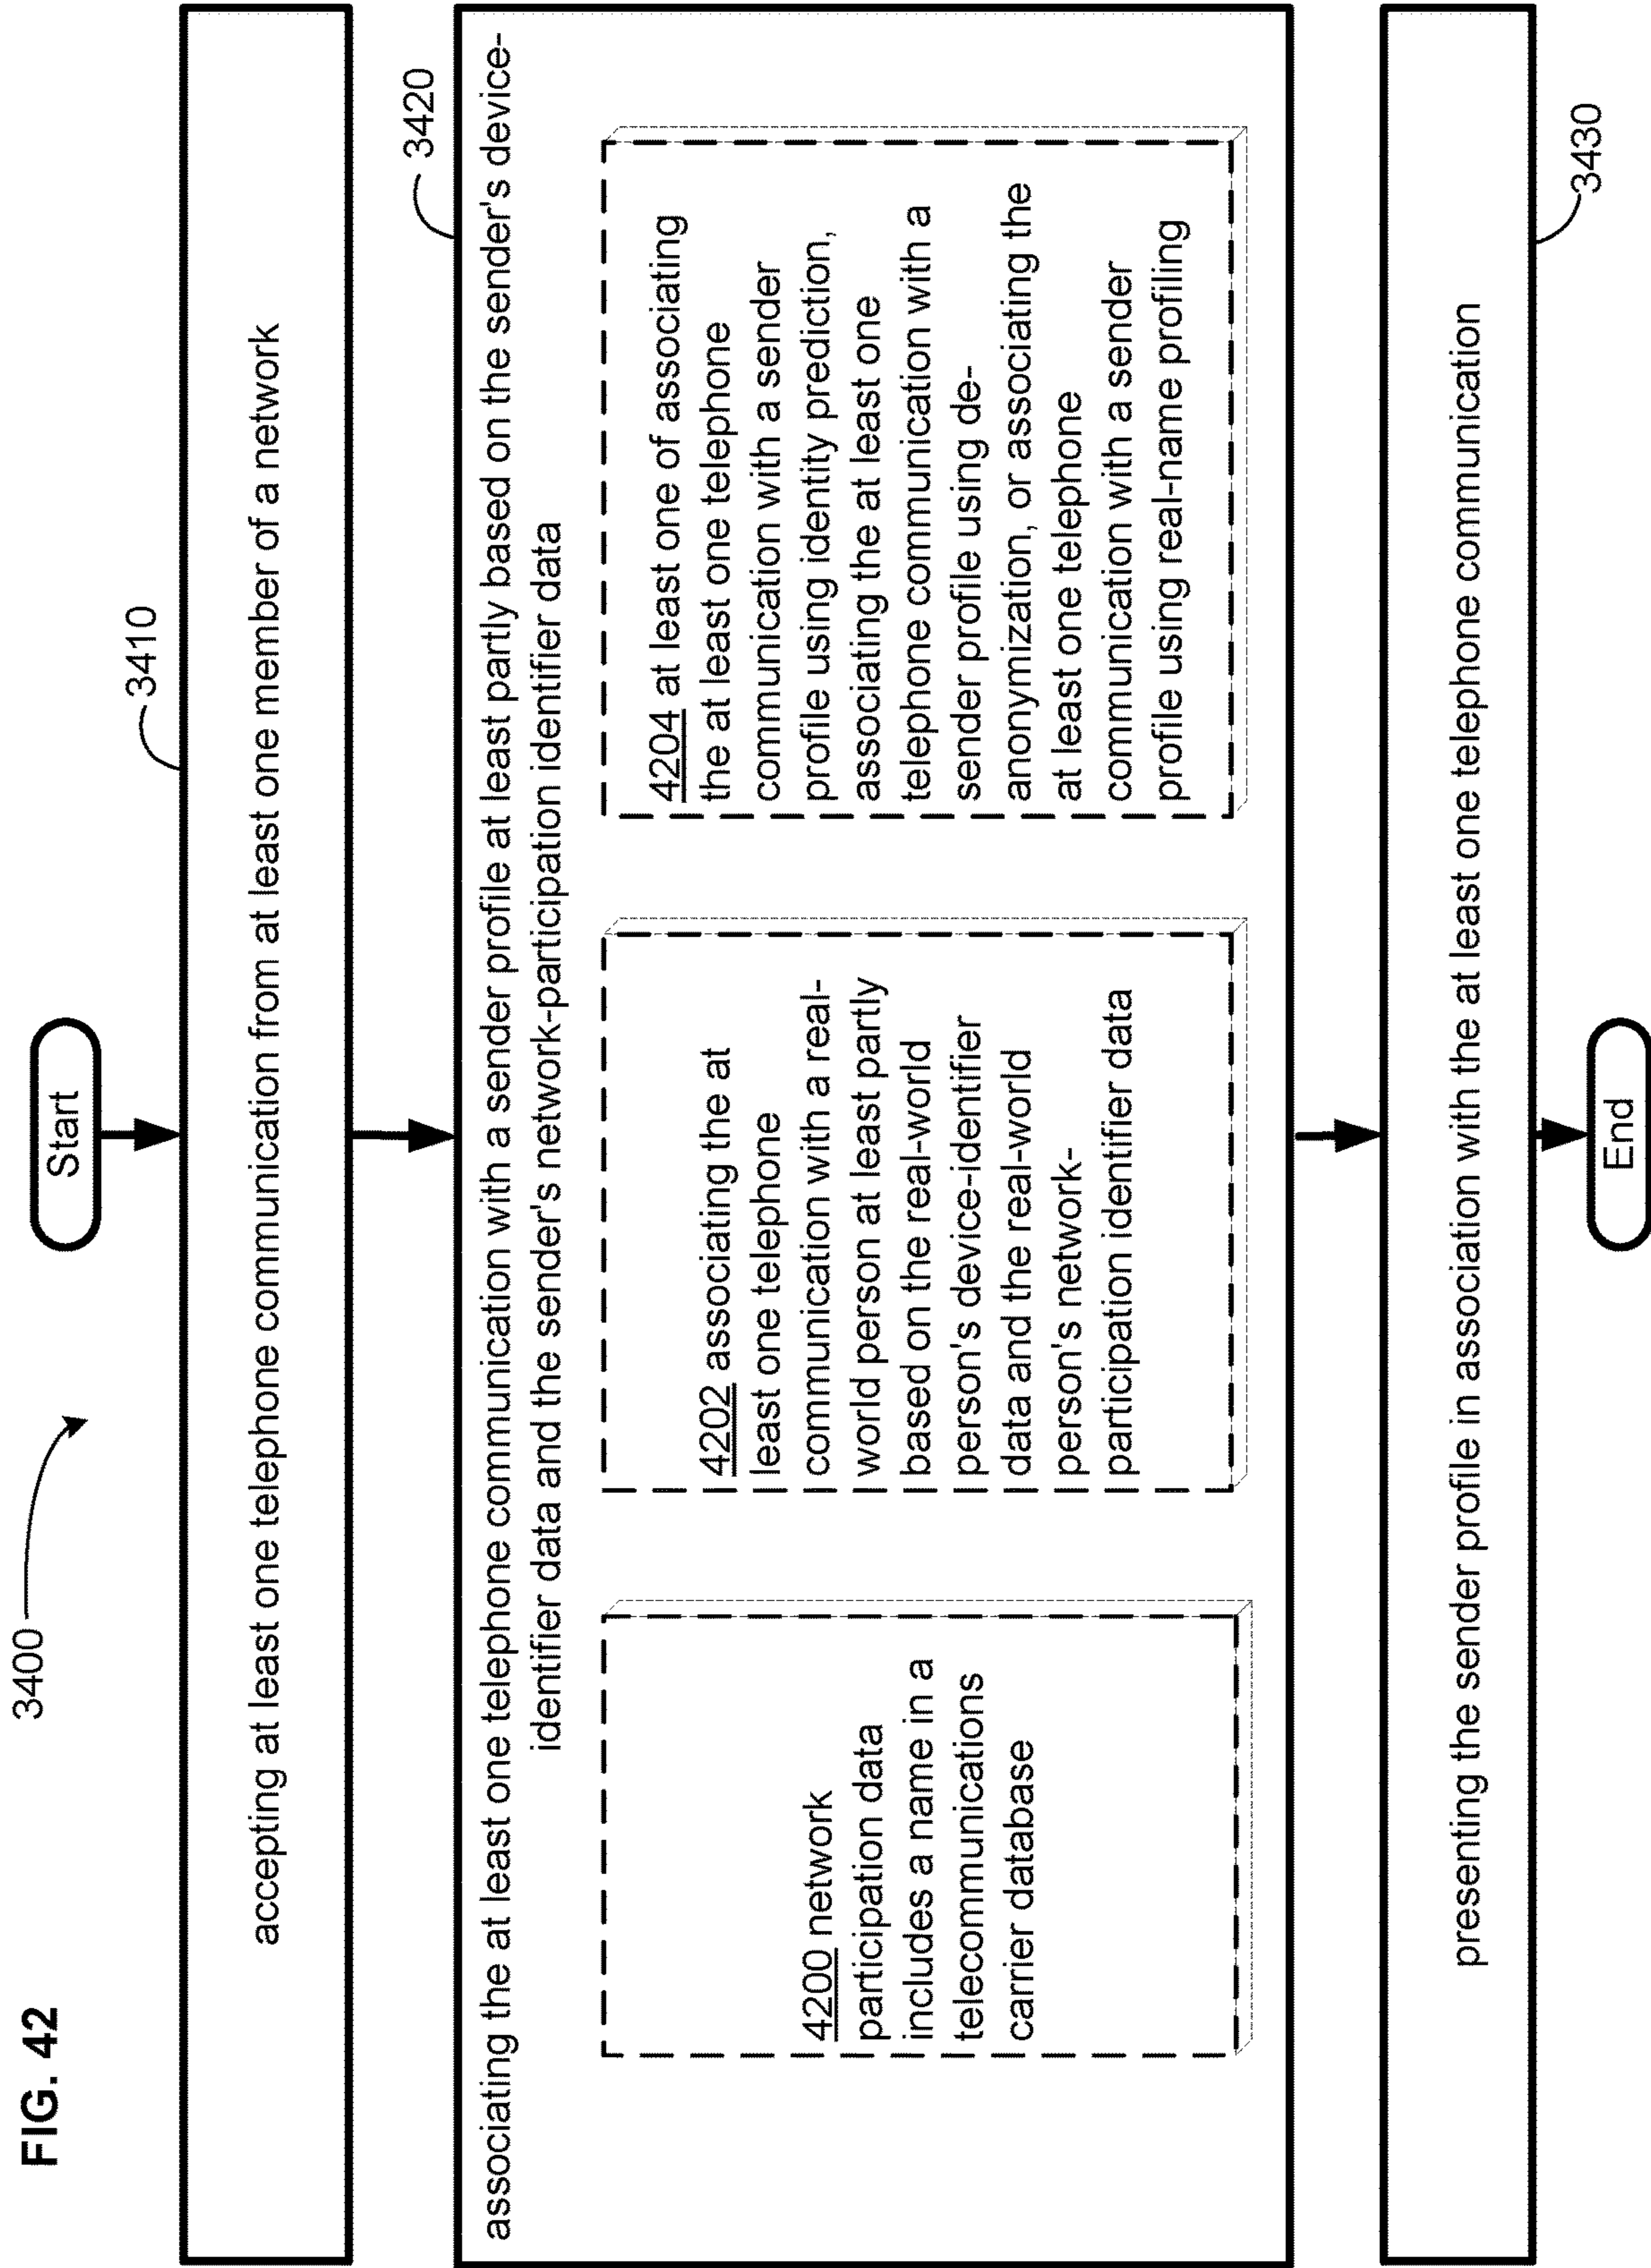 FIG. 42
3400
Start
3410
accepting at least one telephone communication from at least one member of a network
3420
associating the at least one telephone communication with a sender profile at least partly based on the sender's device-
identifier data and the sender's network-participation identifier data
4200 network
participation data
includes a name in a
telecommunications
carrier database
4202 associating the at
least one telephone
communication with a real-
world person at least partly
based on the real-world
person's device-identifier
data and the real-world
person's network-
participation identifier data
4204 at least one of associating
the at least one telephone
communication with a sender
profile using identity prediction,
associating the at least one
telephone communication with a
sender profile using de-
anonymization, or associating the
at least one telephone
communication with a sender
profile using real-name profiling
3430
presenting the sender profile in association with the at least one telephone communication
End